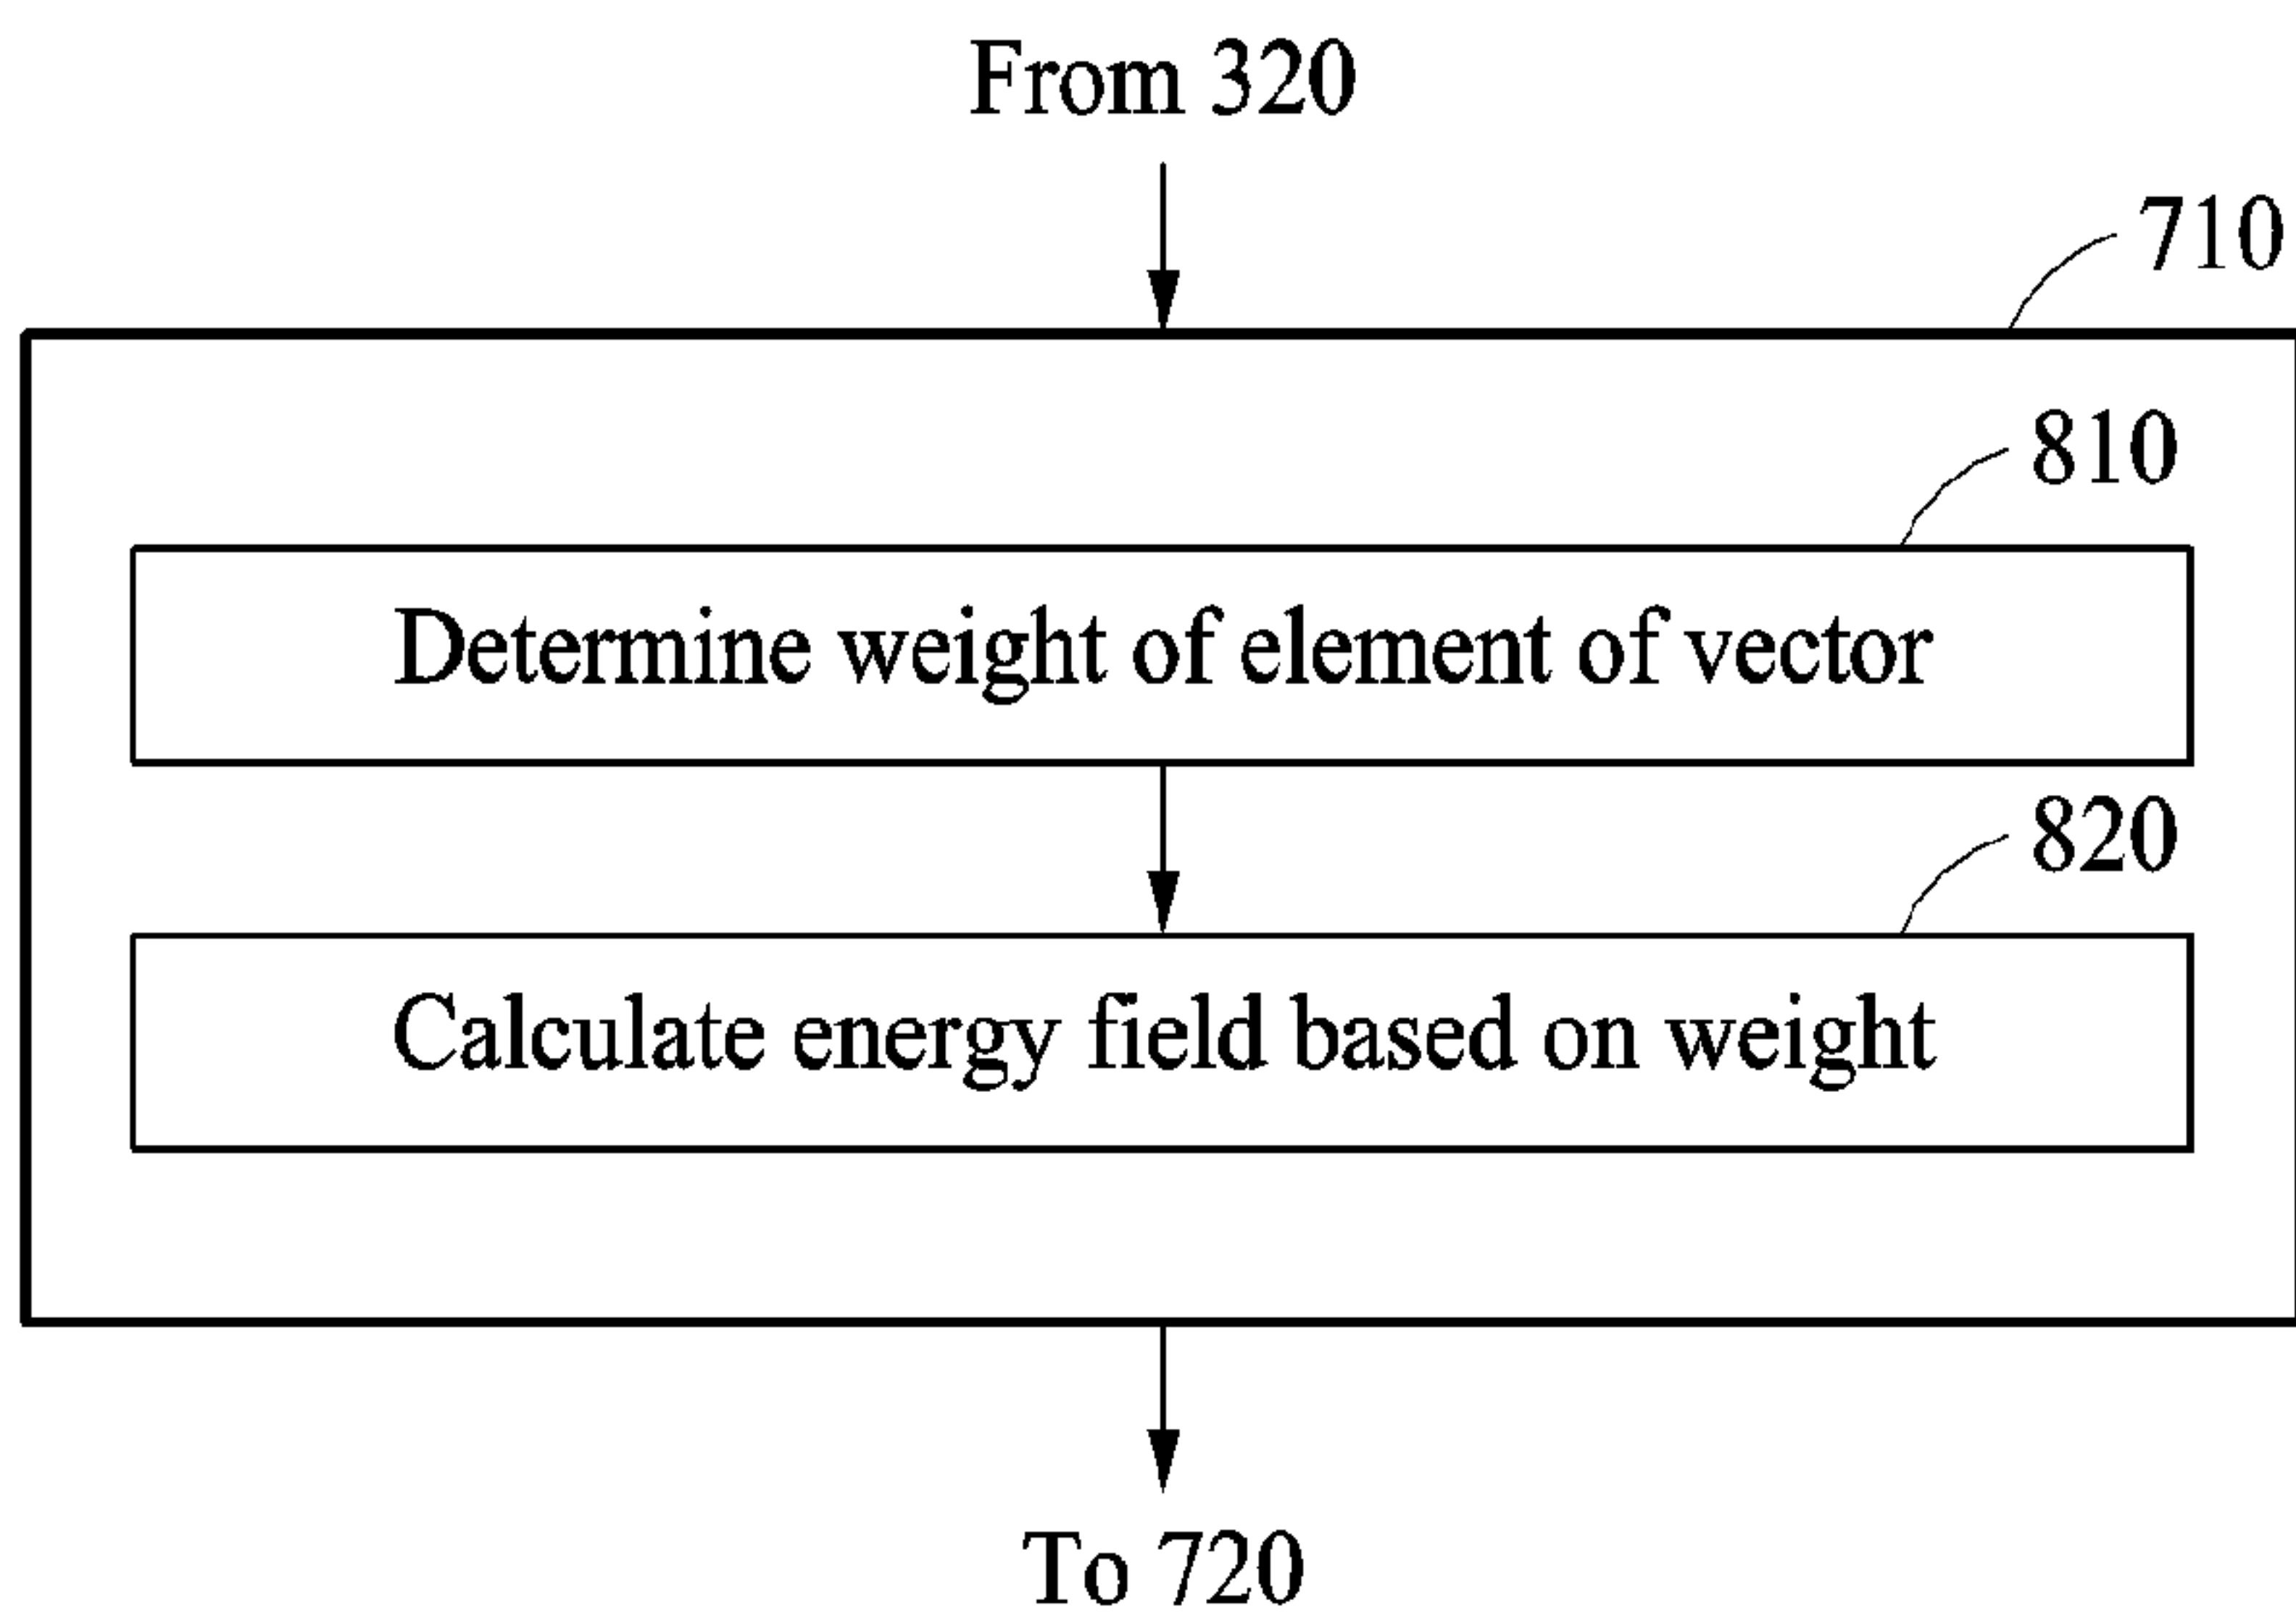 From 320
710
810
Determine weight of element of vector
820
Calculate energy field based on weight
To 720